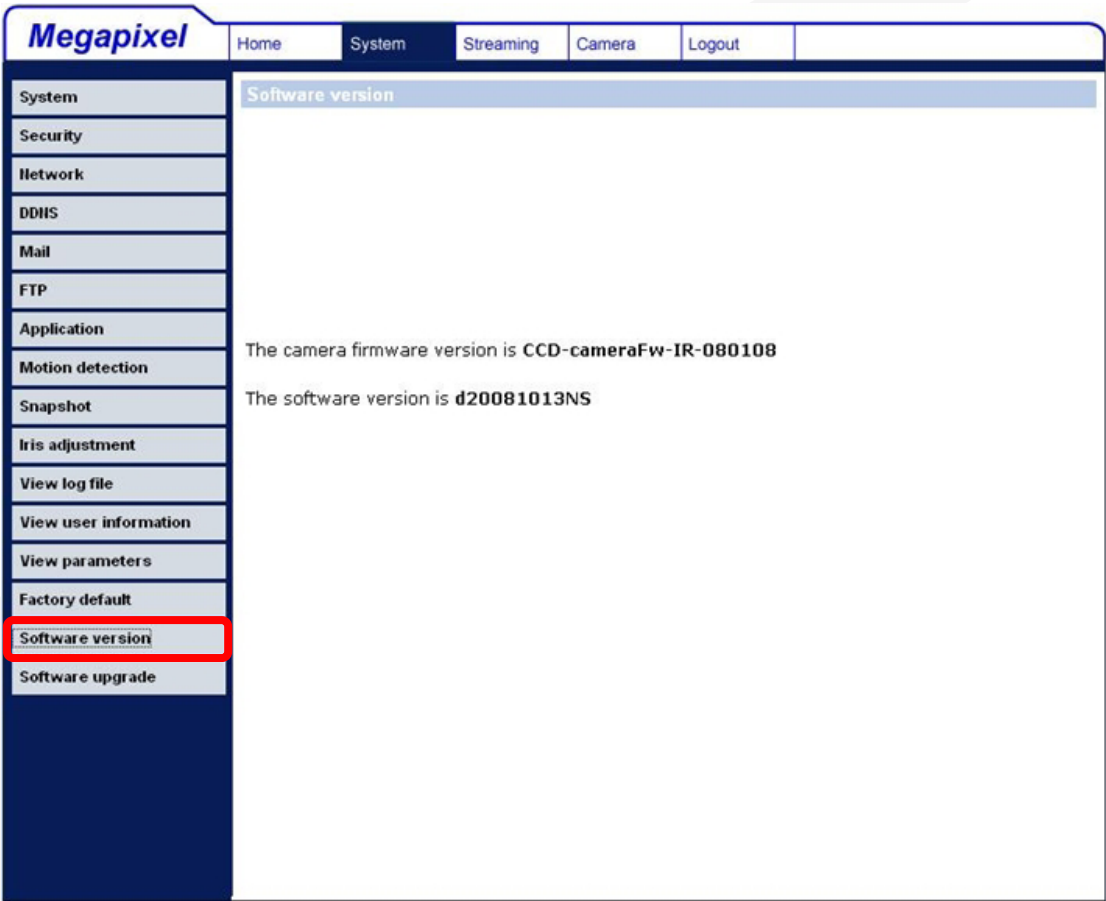 Megapixel
Home System Streaming Camera Logout
System
Security
Network
DDNS
Mail
FTP
Application
Motion detection
Snapshot
Iris adjustment
View log file
View user information
View parameters
Factory default
Software version
Software upgrade
Software version
The camera firmware version is CCD-cameraFw-IR-080108
The software version is d20081013NS